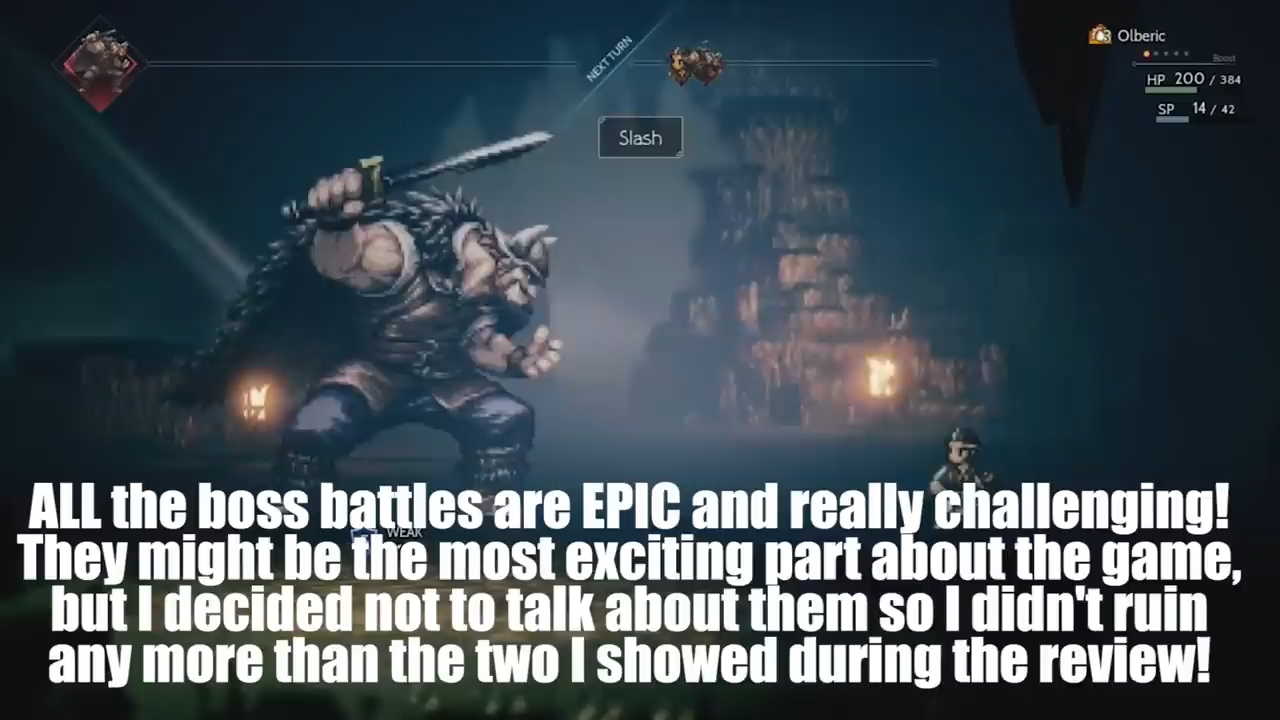 NEXT TURN
Olberic
Boost
HP 200 / 384
SP 14 / 42
Slash
WEAK
ALL the boss battles are EPIC and really challenging!
They might be the most exciting part about the game,
but I decided not to talk about them so I didn't ruin
any more than the two I showed during the review!